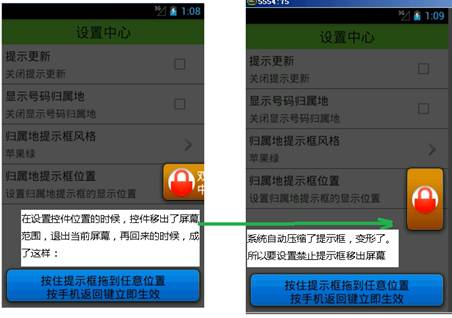 3G 1:08
设置中心
提示更新
关闭提示更新
显示号码归属地
关闭显示号码归属地
归属地提示框风格
苹果绿
归属地提示框位置
设置归属地提示框的显示位置
双
中
在设置控件位置的时候，控件移出了屏幕
范围，退出当前屏幕，再回来的时候，成
了这样：
按住提示框拖到任意位置
按手机返回键立即生效
5554:75
3G 1:09
设置中心
提示更新
关闭提示更新
显示号码归属地
关闭显示号码归属地
归属地提示框风格
苹果绿
归属地提示框位置
设置归属地提示框的显示位置
系统自动压缩了提示框，变形了。
所以要设置禁止提示框移出屏幕
按住提示框拖到任意位置
按手机返回键立即生效